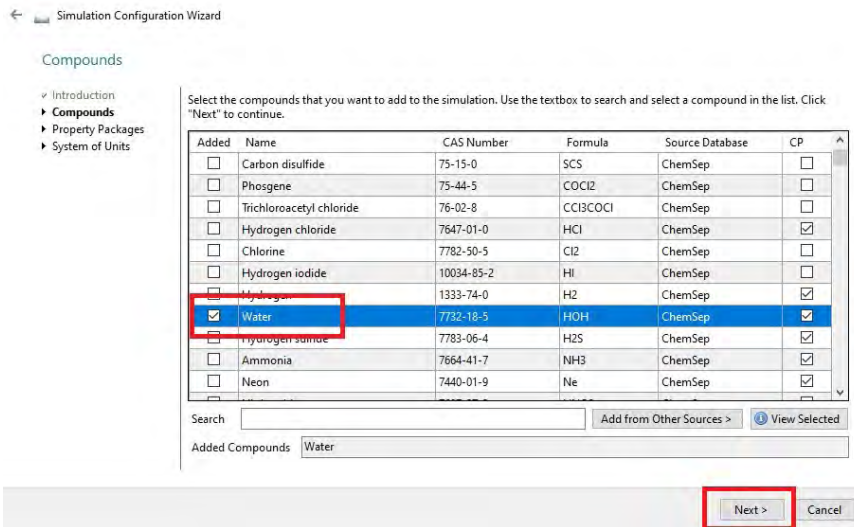 Simulation Configuration Wizard
Compounds
Introduction
Compounds
Property Packages
System of Units
Select the compounds that you want to add to the simulation. Use the textbox to search and select a compound in the list. Click
"Next" to continue.
Added Name CAS Number Formula Source Database CP
Carbon disulfide 75-15-0 SCS ChemSep
Phosgene 75-44-5 COCl2 ChemSep
Trichloroacetyl chloride 76-02-8 CCl3COCl ChemSep
Hydrogen chloride 7647-01-0 HCl ChemSep
Chlorine 7782-50-5 Cl2 ChemSep
Hydrogen iodide 10034-85-2 HI ChemSep
Hydrogen 1333-74-0 H2 ChemSep
Water 7732-18-5 HOH ChemSep
Hydrogen sulfide 7783-06-4 H2S ChemSep
Ammonia 7664-41-7 NH3 ChemSep
Neon 7440-01-9 Ne ChemSep
Search Add from Other Sources > View Selected
Added Compounds Water
Next > Cancel